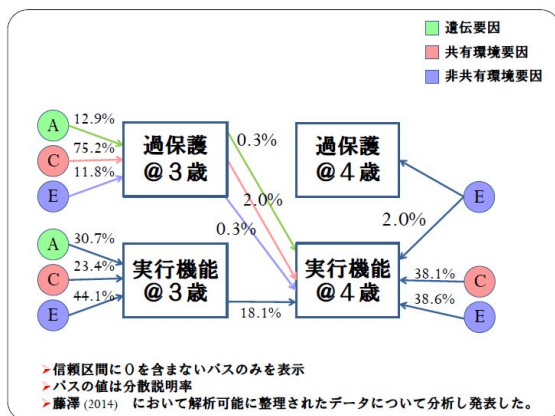 遺伝要因
共有環境要因
非共有環境要因
A
12.9%
C
75.2%
E
11.8%
過保護
@３歳
0.3%
2.0%
0.3%
過保護
@４歳
E
2.0%
A
30.7%
C
23.4%
E
44.1%
実行機能
@３歳
18.1%
実行機能
@４歳
38.1%
C
38.6%
E
➤信頼区間に０を含まないパスのみを表示
➤パスの値は分散説明率
➤藤澤 (2014) において解析可能に整理されたデータについて分析し発表した。